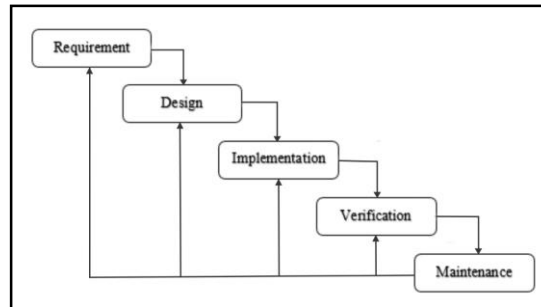 Requirement
Design
Implementation
Verification
Maintenance